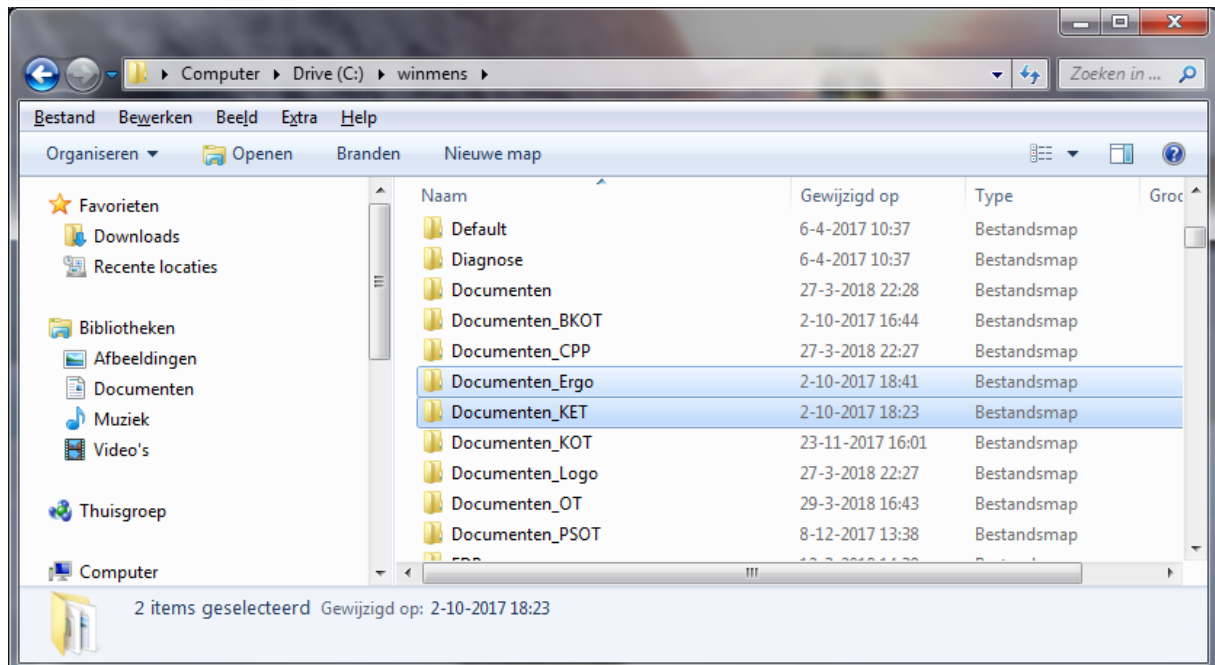 Computer ▸ Drive (C:) ▸ winmens ▸ Zoeken in ...
Bestand Bewerken Beeld Extra Help
Organiseren Openen Branden Nieuwe map
Favorieten
Downloads
Recente locaties
Bibliotheken
Afbeeldingen
Documenten
Muziek
Video's
Thuisgroep
Computer
Naam Gewijzigd op Type
Default 6-4-2017 10:37 Bestandsmap
Diagnose 6-4-2017 10:37 Bestandsmap
Documenten 27-3-2018 22:28 Bestandsmap
Documenten_BKOT 2-10-2017 16:44 Bestandsmap
Documenten_CPP 27-3-2018 22:27 Bestandsmap
Documenten_Ergo 2-10-2017 18:41 Bestandsmap
Documenten_KET 2-10-2017 18:23 Bestandsmap
Documenten_KOT 23-11-2017 16:01 Bestandsmap
Documenten_Logo 27-3-2018 22:27 Bestandsmap
Documenten_OT 29-3-2018 16:43 Bestandsmap
Documenten_PSOT 8-12-2017 13:38 Bestandsmap
2 items geselecteerd Gewijzigd op: 2-10-2017 18:23